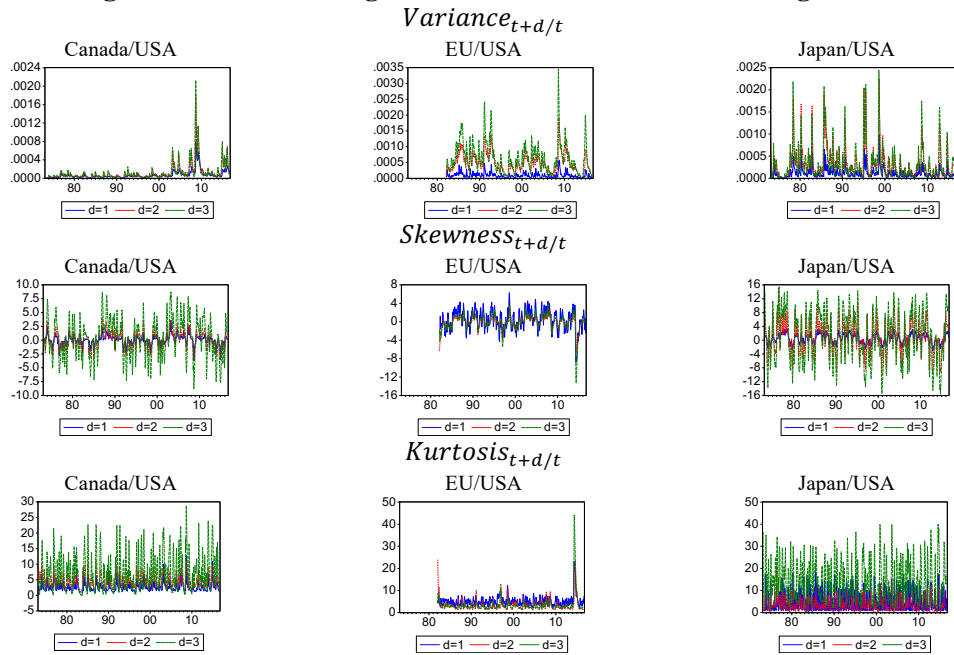 Variance_{t+d/t}
Canada/USA EU/USA Japan/USA
.0024
.0020
.0016
.0012
.0008
.0004
.0000
80 90 00 10
.0035
.0030
.0025
.0020
.0015
.0010
.0005
.0000
80 90 00 10
.0025
.0020
.0015
.0010
.0005
.0000
80 90 00 10
d=1 d=2 d=3
d=1 d=2 d=3
d=1 d=2 d=3
Skewness_{t+d/t}
Canada/USA EU/USA Japan/USA
10.0
7.5
5.0
2.5
0.0
-2.5
-5.0
-7.5
-10.0
80 90 00 10
8
4
0
-4
-8
-12
-16
80 90 00 10
16
12
8
4
0
-4
-8
-12
-16
80 90 00 10
d=1 d=2 d=3
d=1 d=2 d=3
d=1 d=2 d=3
Kurtosis_{t+d/t}
Canada/USA EU/USA Japan/USA
30
25
20
15
10
5
0
-5
80 90 00 10
50
40
30
20
10
0
80 90 00 10
50
40
30
20
10
0
80 90 00 10
d=1 d=2 d=3
d=1 d=2 d=3
d=1 d=2 d=3